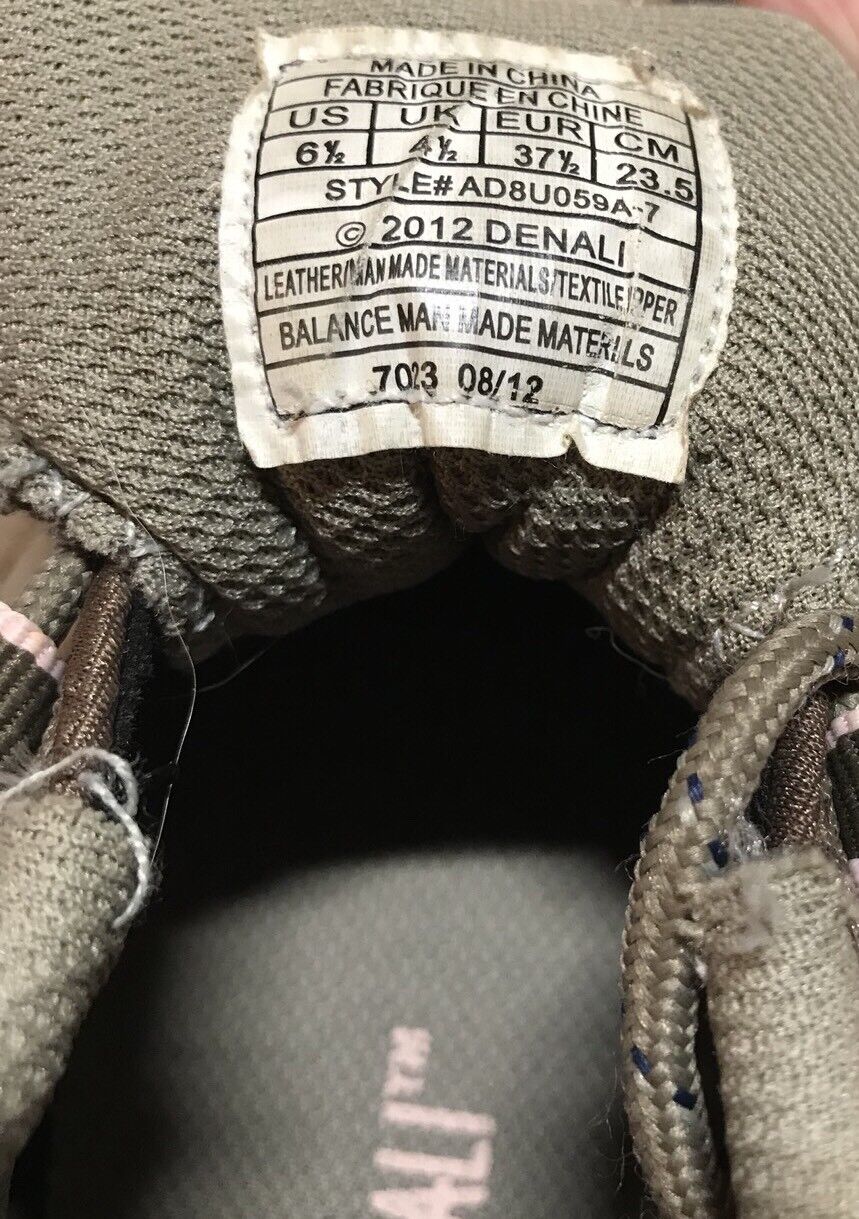 MADE IN CHINA
FABRIQUE EN CHINE
US UK EUR CM
6½ 4½ 37½ 23.5
STYLE# AD8U059A-7
© 2012 DENALI
LEATHER/MAN MADE MATERIALS/TEXTILE UPPER
BALANCE MAN MADE MATERIALS
7023 08/12
ALI™